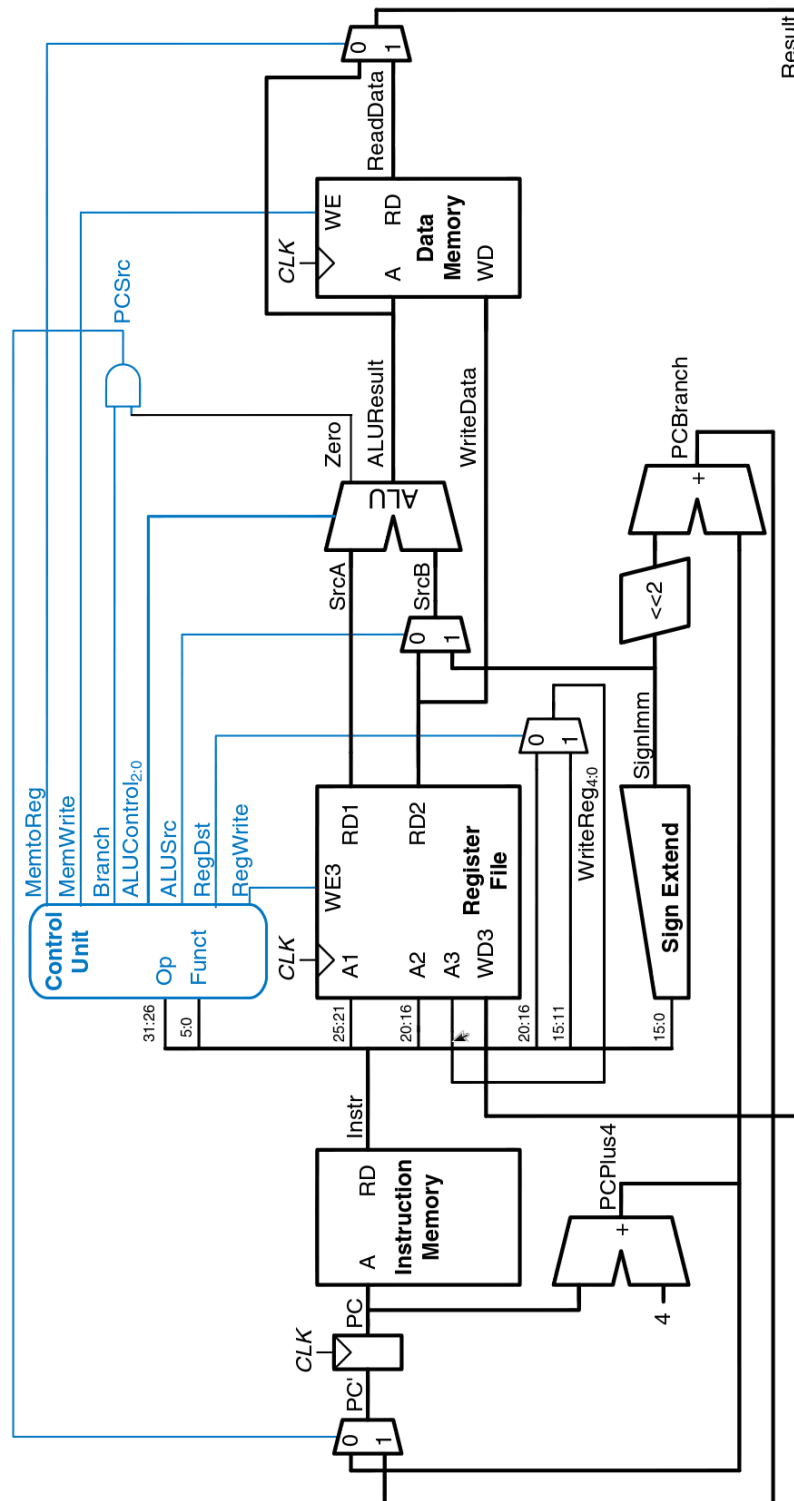 MemtoReg
Control
Unit
MemWrite
Branch
ALUControl2:0
PCSrc
31:26
Op
ALUSrc
5:0
Funct
RegDst
RegWrite
CLK
CLK
CLK
WE3
WE
0
1
PC'
PC
A
RD
Instruction
Memory
Instr
25:21
A1
RD1
20:16
A2
RD2
A3
WD3
Register
File
SrcA
0
1
SrcB
ALU
Zero
ALUResult
A
RD
Data
Memory
WD
ReadData
0
1
WriteData
20:16
15:11
0
1
WriteReg4:0
PCPlus4
+
4
15:0
Sign Extend
SignImm
<<2
+
PCBranch
Result